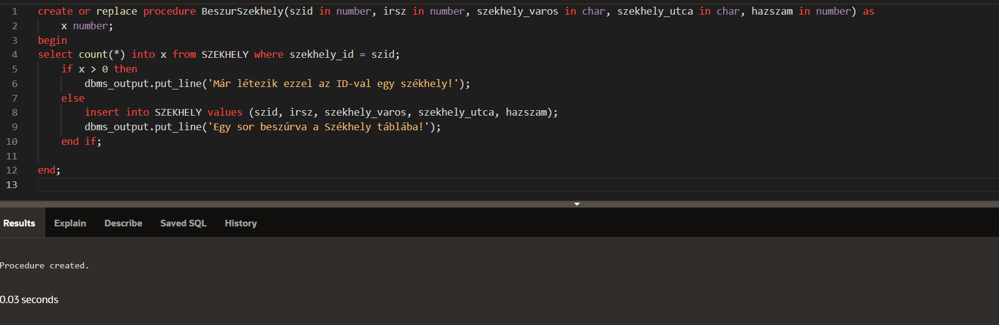 1 create or replace procedure BeszurSzekhely(szid in number, irsz in number, szekhely_varos in char, szekhely_utca in char, hazszam in number) as
2 x number;
3 begin
4 select count(*) into x from SZEKHELY where szekhely_id = szid;
5 if x > 0 then
6 dbms_output.put_line('Már létezik ezzel az ID-val egy székhely!');
7 else
8 insert into SZEKHELY values (szid, irsz, szekhely_varos, szekhely_utca, hazszam);
9 dbms_output.put_line('Egy sor beszúrva a Székhely táblába!');
10 end if;
11
12 end;
13
Results Explain Describe Saved SQL History
Procedure created.
0.03 seconds